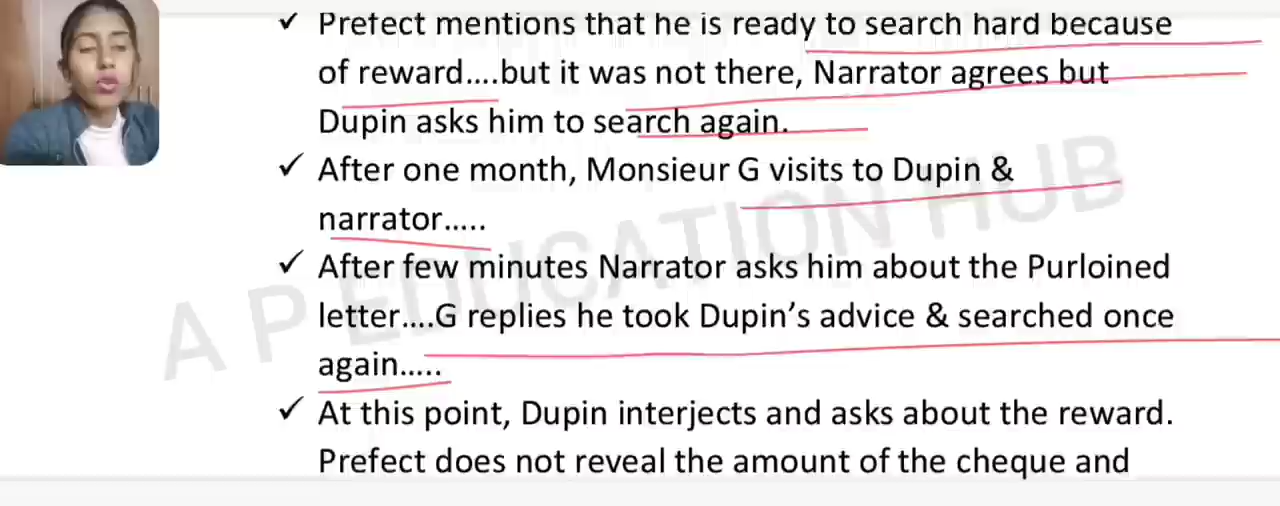 ✓ Prefect mentions that he is ready to search hard because
of reward....but it was not there, Narrator agrees but
Dupin asks him to search again.
✓ After one month, Monsieur G visits to Dupin &
narrator.....
✓ After few minutes Narrator asks him about the Purloined
letter....G replies he took Dupin’s advice & searched once
again.....
✓ At this point, Dupin interjects and asks about the reward.
Prefect does not reveal the amount of the cheque and
A P EDUCATION HUB